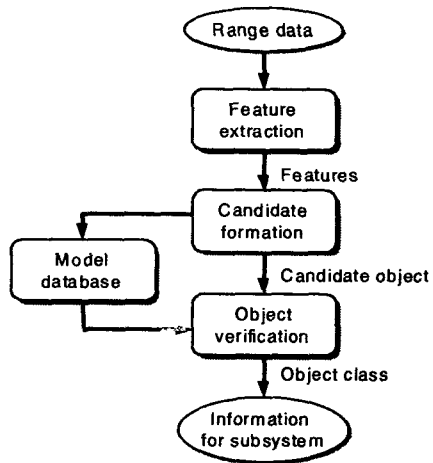 Range data
Feature
extraction
Features
Candidate
formation
Model
database
Candidate object
Object
verification
Object class
Information
for subsystem